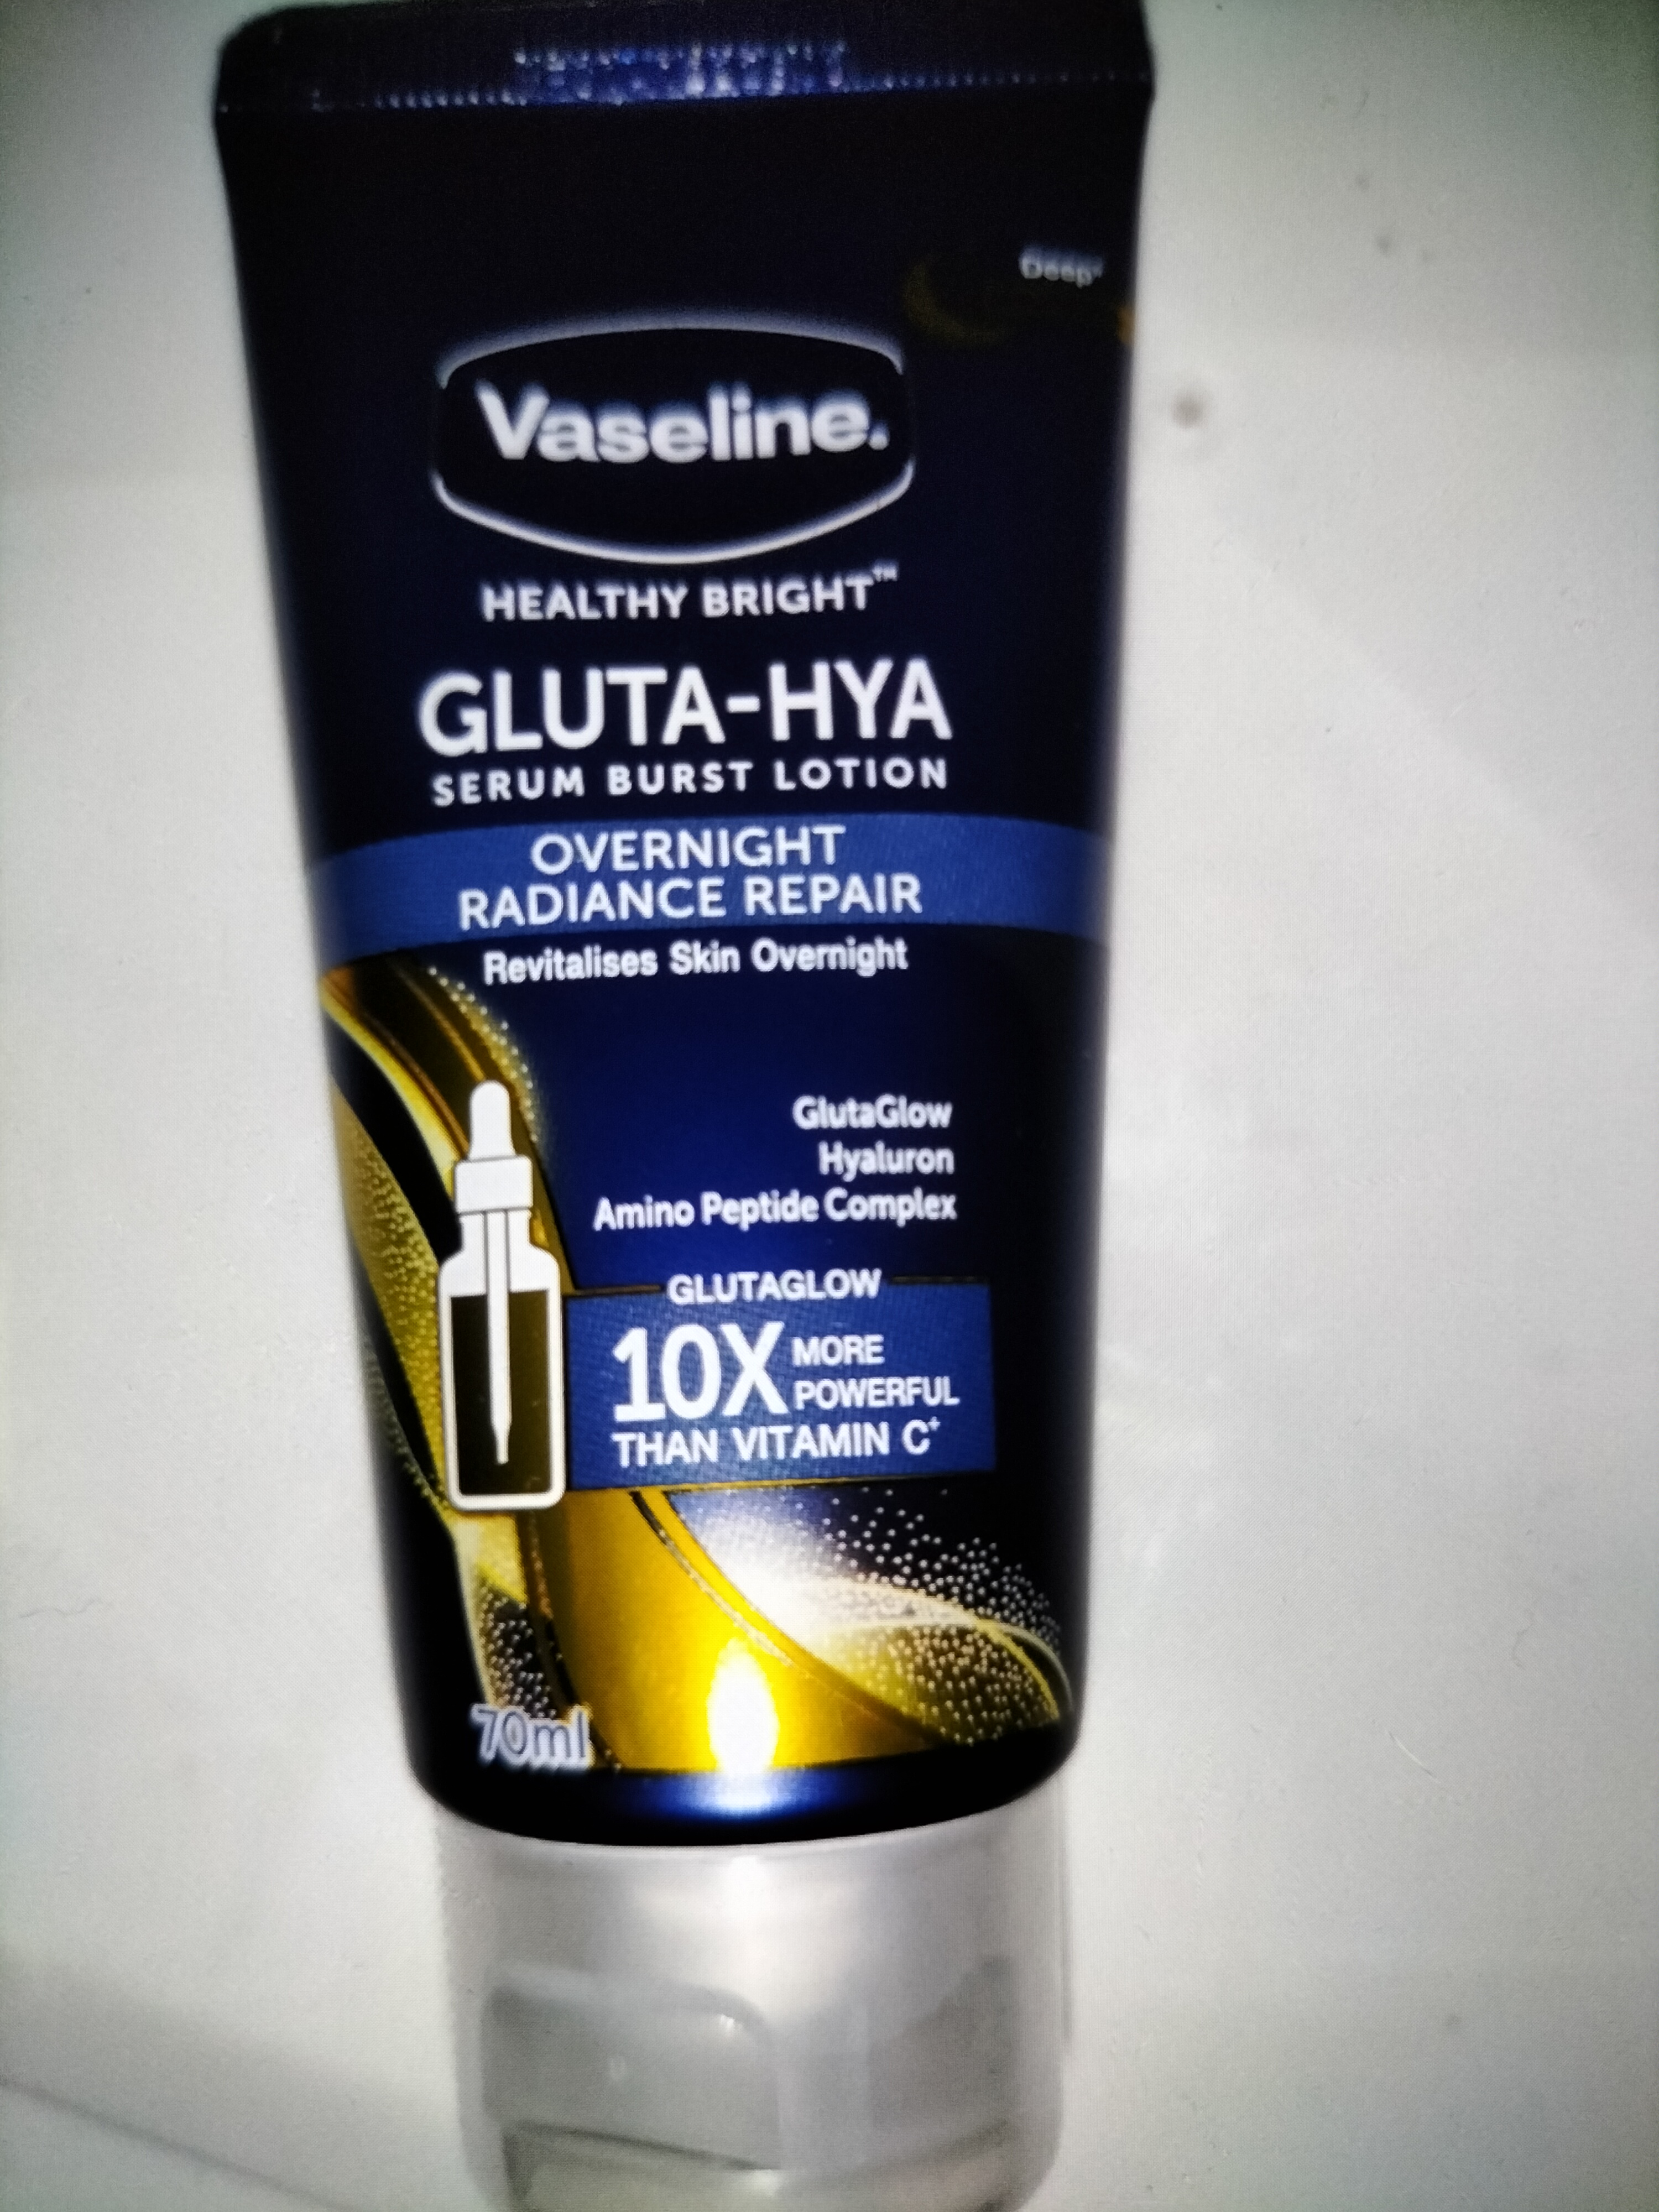 Deep*
Vaseline.
HEALTHY BRIGHT™
GLUTA-HYA
SERUM BURST LOTION
OVERNIGHT
RADIANCE REPAIR
Revitalises Skin Overnight
GlutaGlow
Hyaluron
Amino Peptide Complex
GLUTAGLOW
10X MORE
POWERFUL
THAN VITAMIN C⁺
70ml